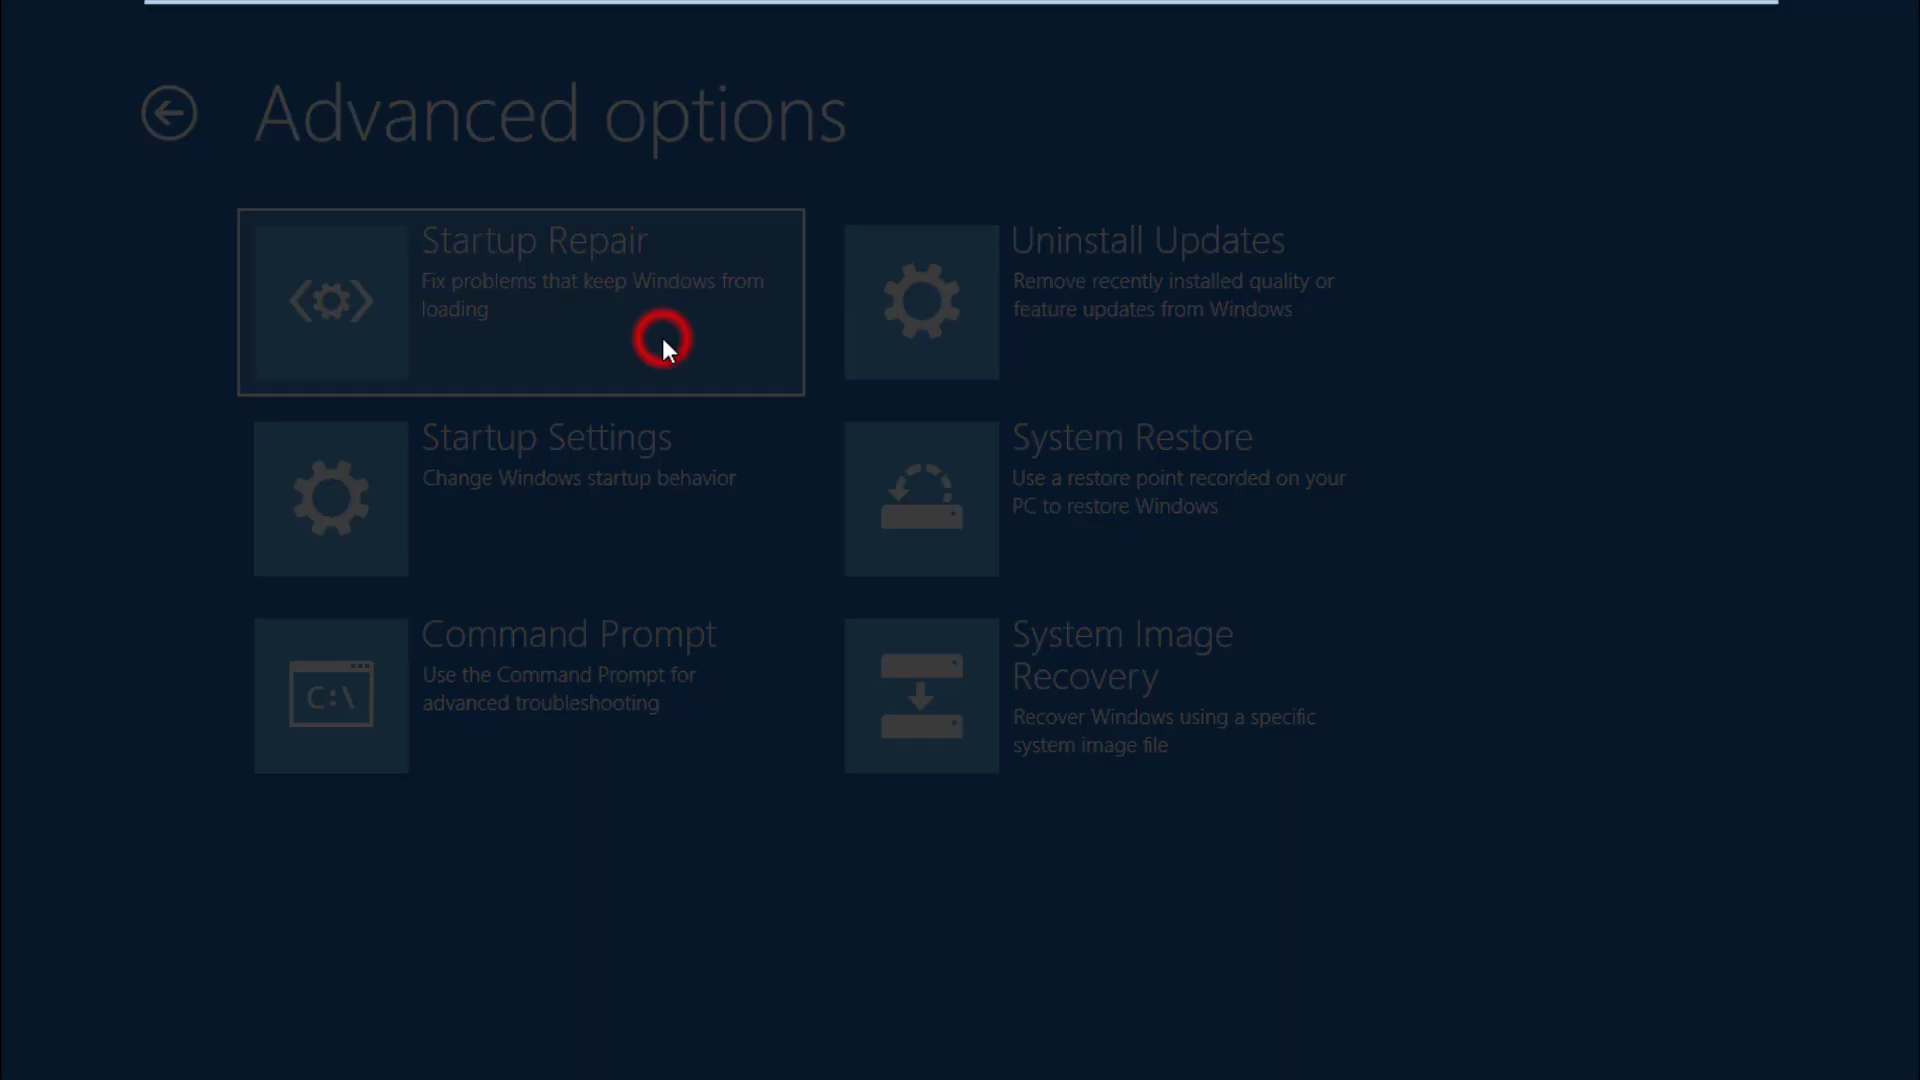 Advanced options
Startup Repair
Fix problems that keep Windows from
loading
Uninstall Updates
Remove recently installed quality or
feature updates from Windows
Startup Settings
Change Windows startup behavior
System Restore
Use a restore point recorded on your
PC to restore Windows
C:\
Command Prompt
Use the Command Prompt for
advanced troubleshooting
System Image
Recovery
Recover Windows using a specific
system image file